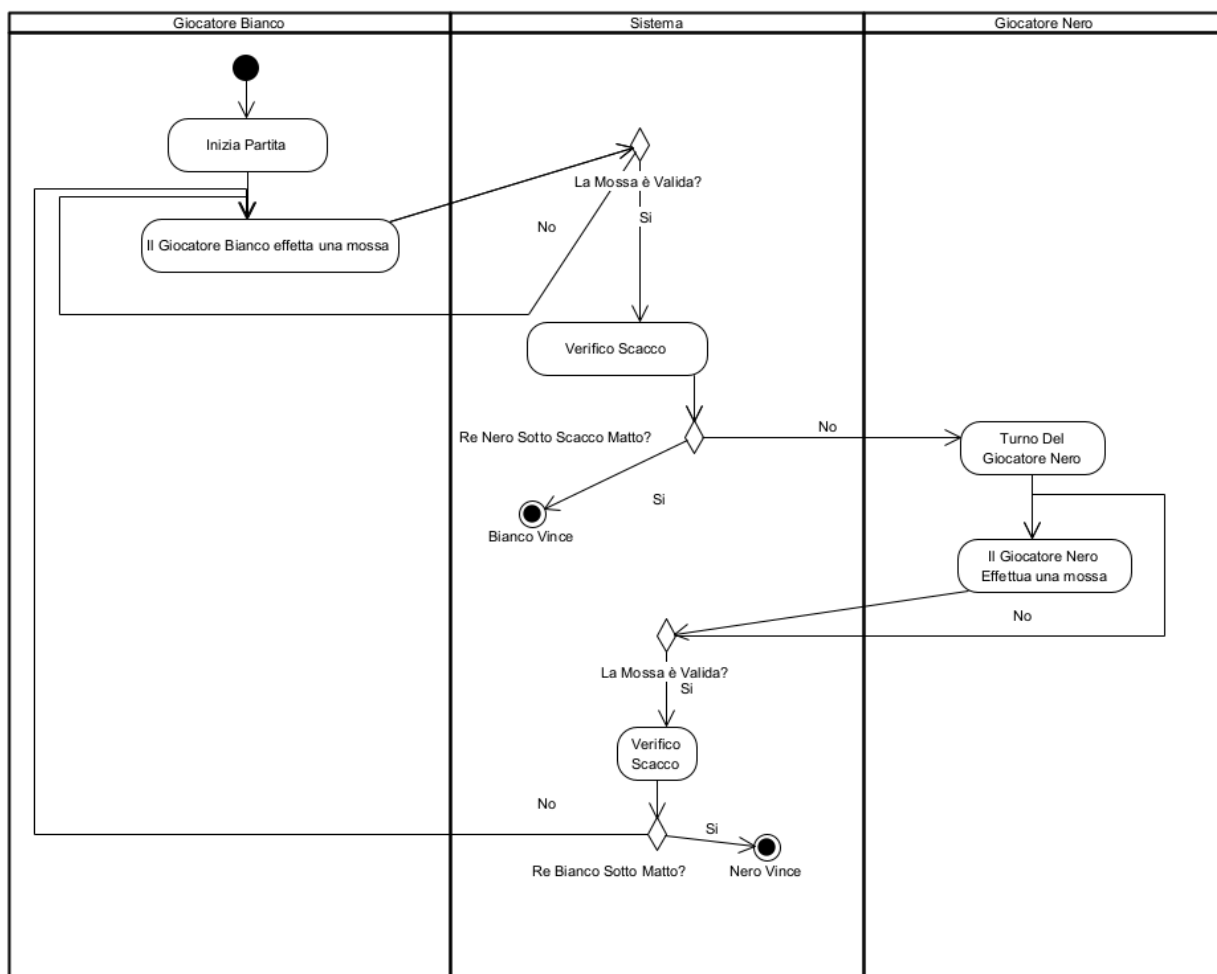 Giocatore Bianco
Sistema
Giocatore Nero
Inizia Partita
La Mossa è Valida?
Si
No
Il Giocatore Bianco effetta una mossa
Verifico Scacco
Re Nero Sotto Scacco Matto?
No
Turno Del
Giocatore Nero
Si
Bianco Vince
Il Giocatore Nero
Effettua una mossa
No
La Mossa è Valida?
Si
Verifico
Scacco
No
Si
Re Bianco Sotto Matto?
Nero Vince